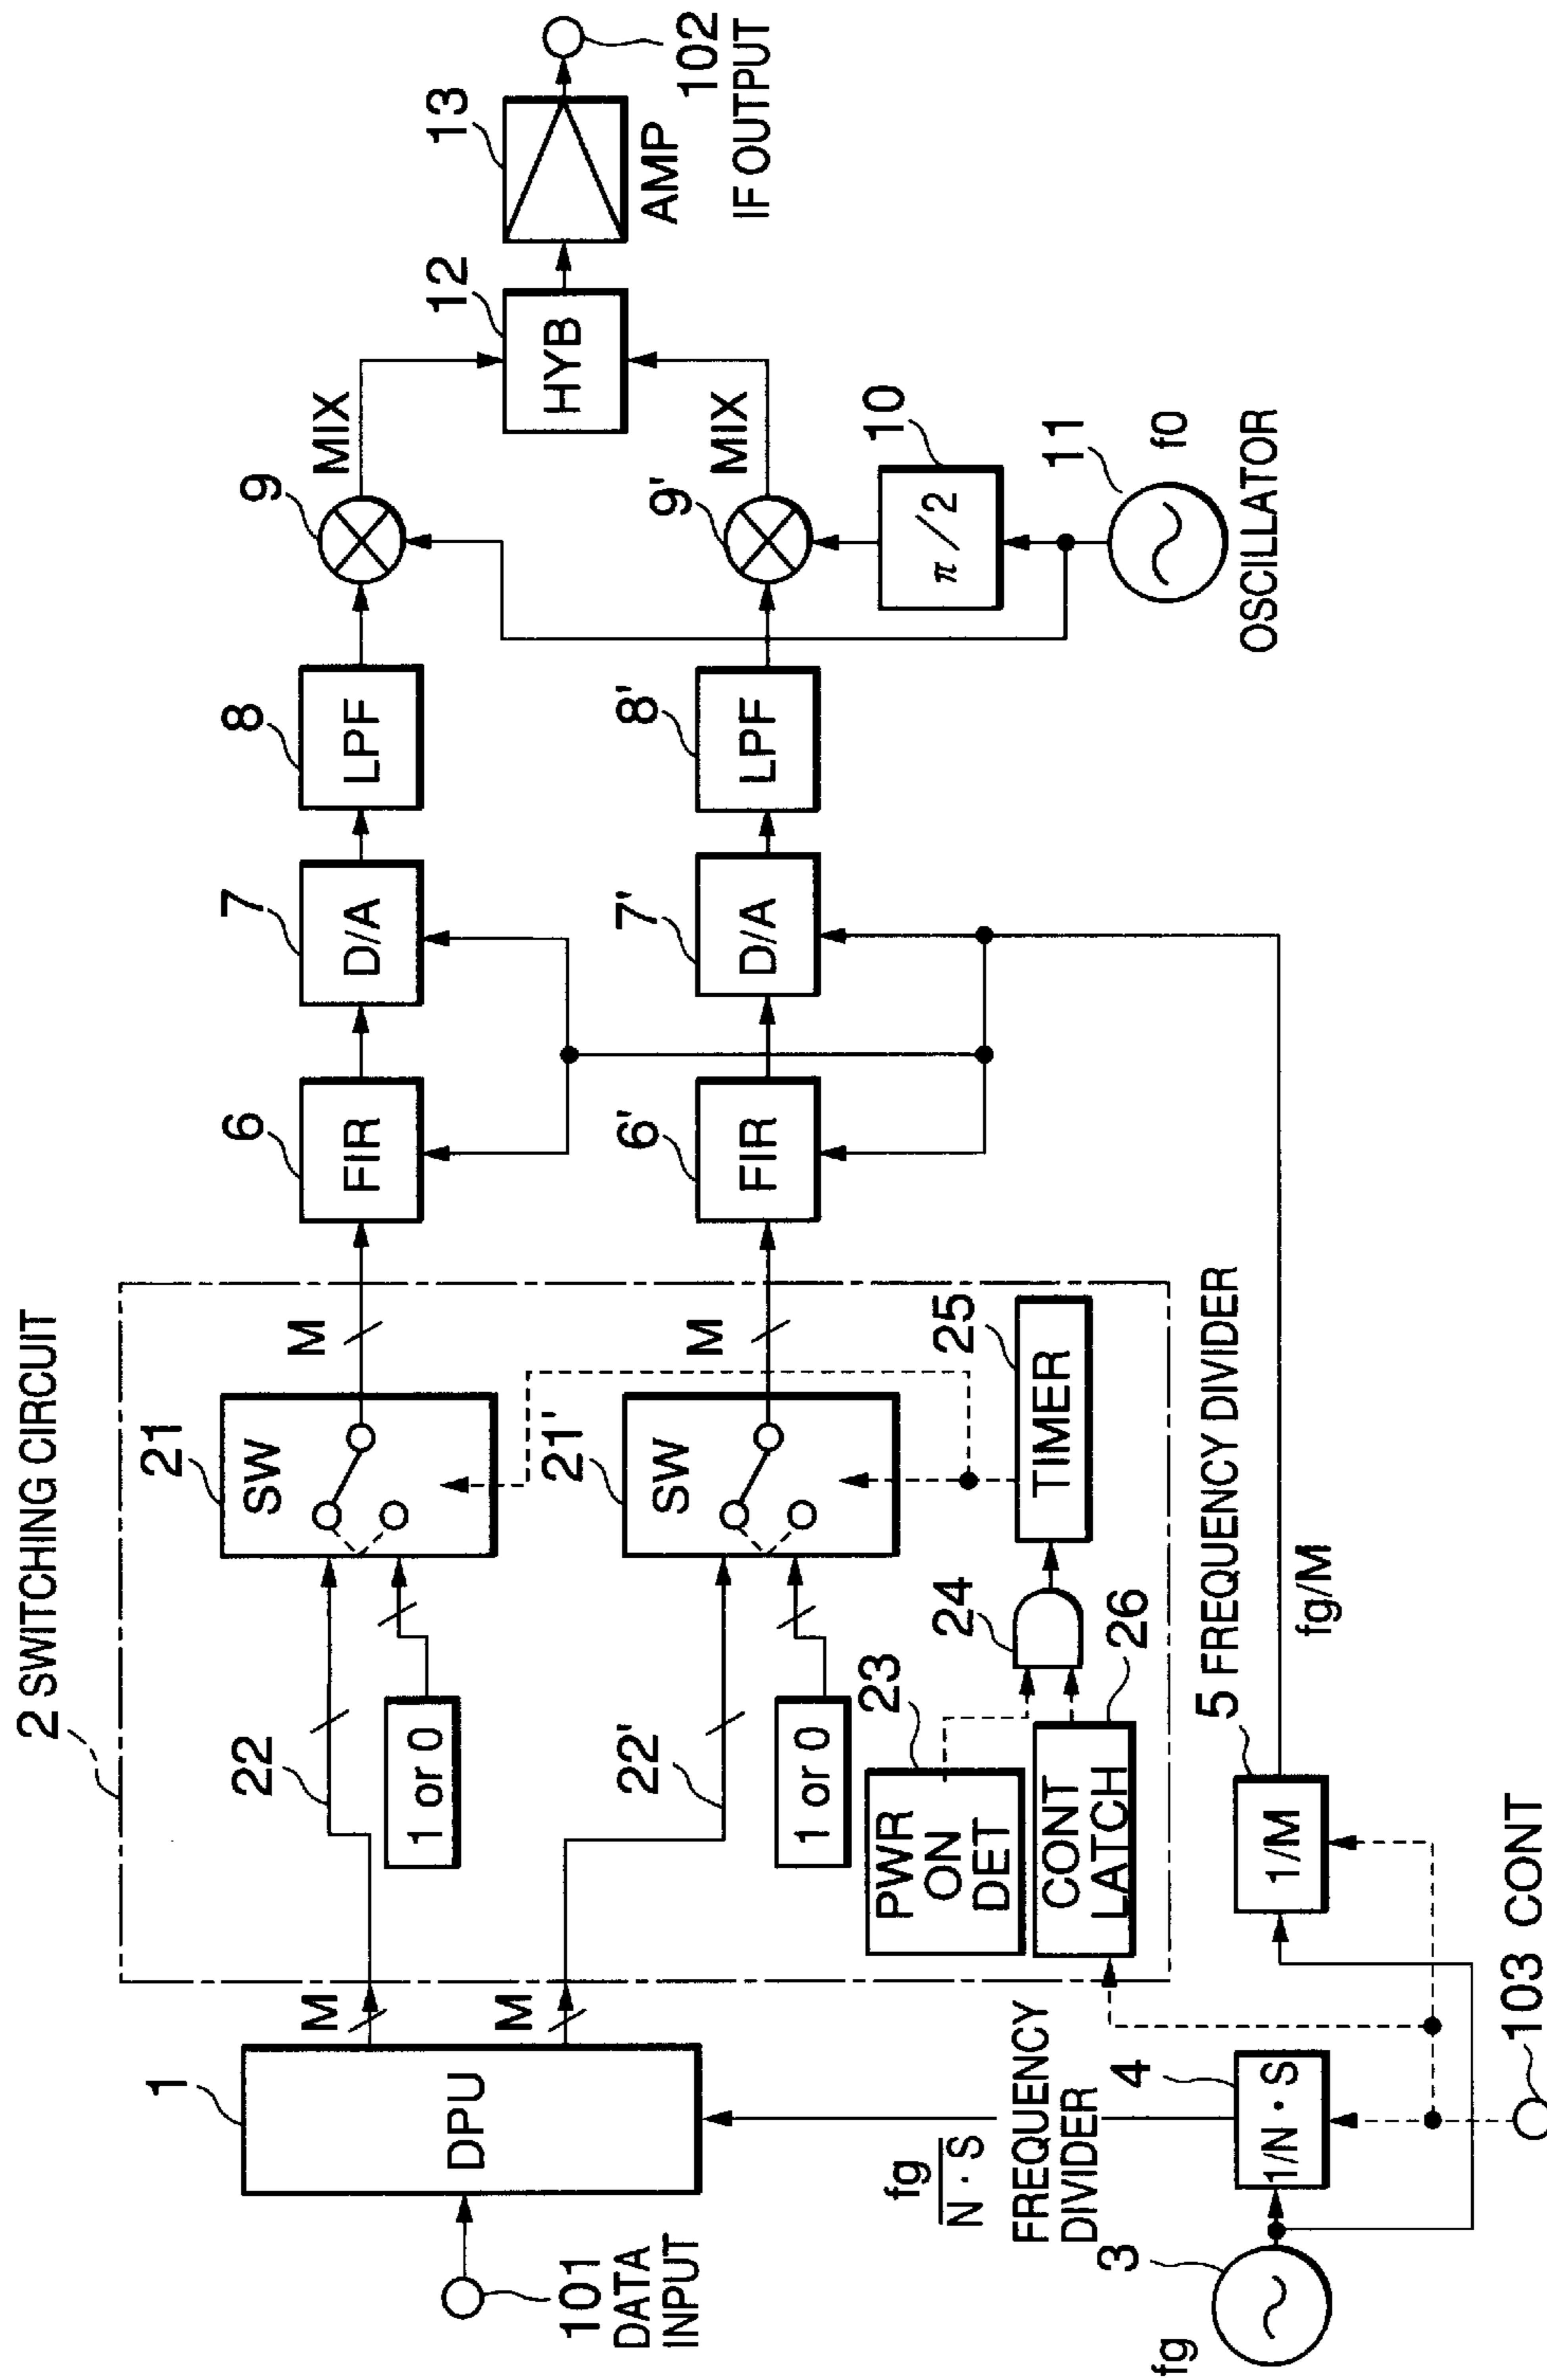 2 SWITCHING CIRCUIT
1
DPU
101
DATA
INPUT
M
M
22
1 or 0
22'
1 or 0
21
SW
21'
SW
M
M
23
PWR
ON
DET
CONT
LATCH
24
26
25
TIMER
6
FIR
6'
FIR
7
D/A
7'
D/A
8
LPF
8'
LPF
9
MIX
9'
MIX
10
π/2
11
f0
OSCILLATOR
12
HYB
13
AMP
102
IF OUTPUT
fg
N · S
FREQUENCY
DIVIDER
3
fg
4
1/N · S
5 FREQUENCY DIVIDER
1/M
fg/M
103 CONT